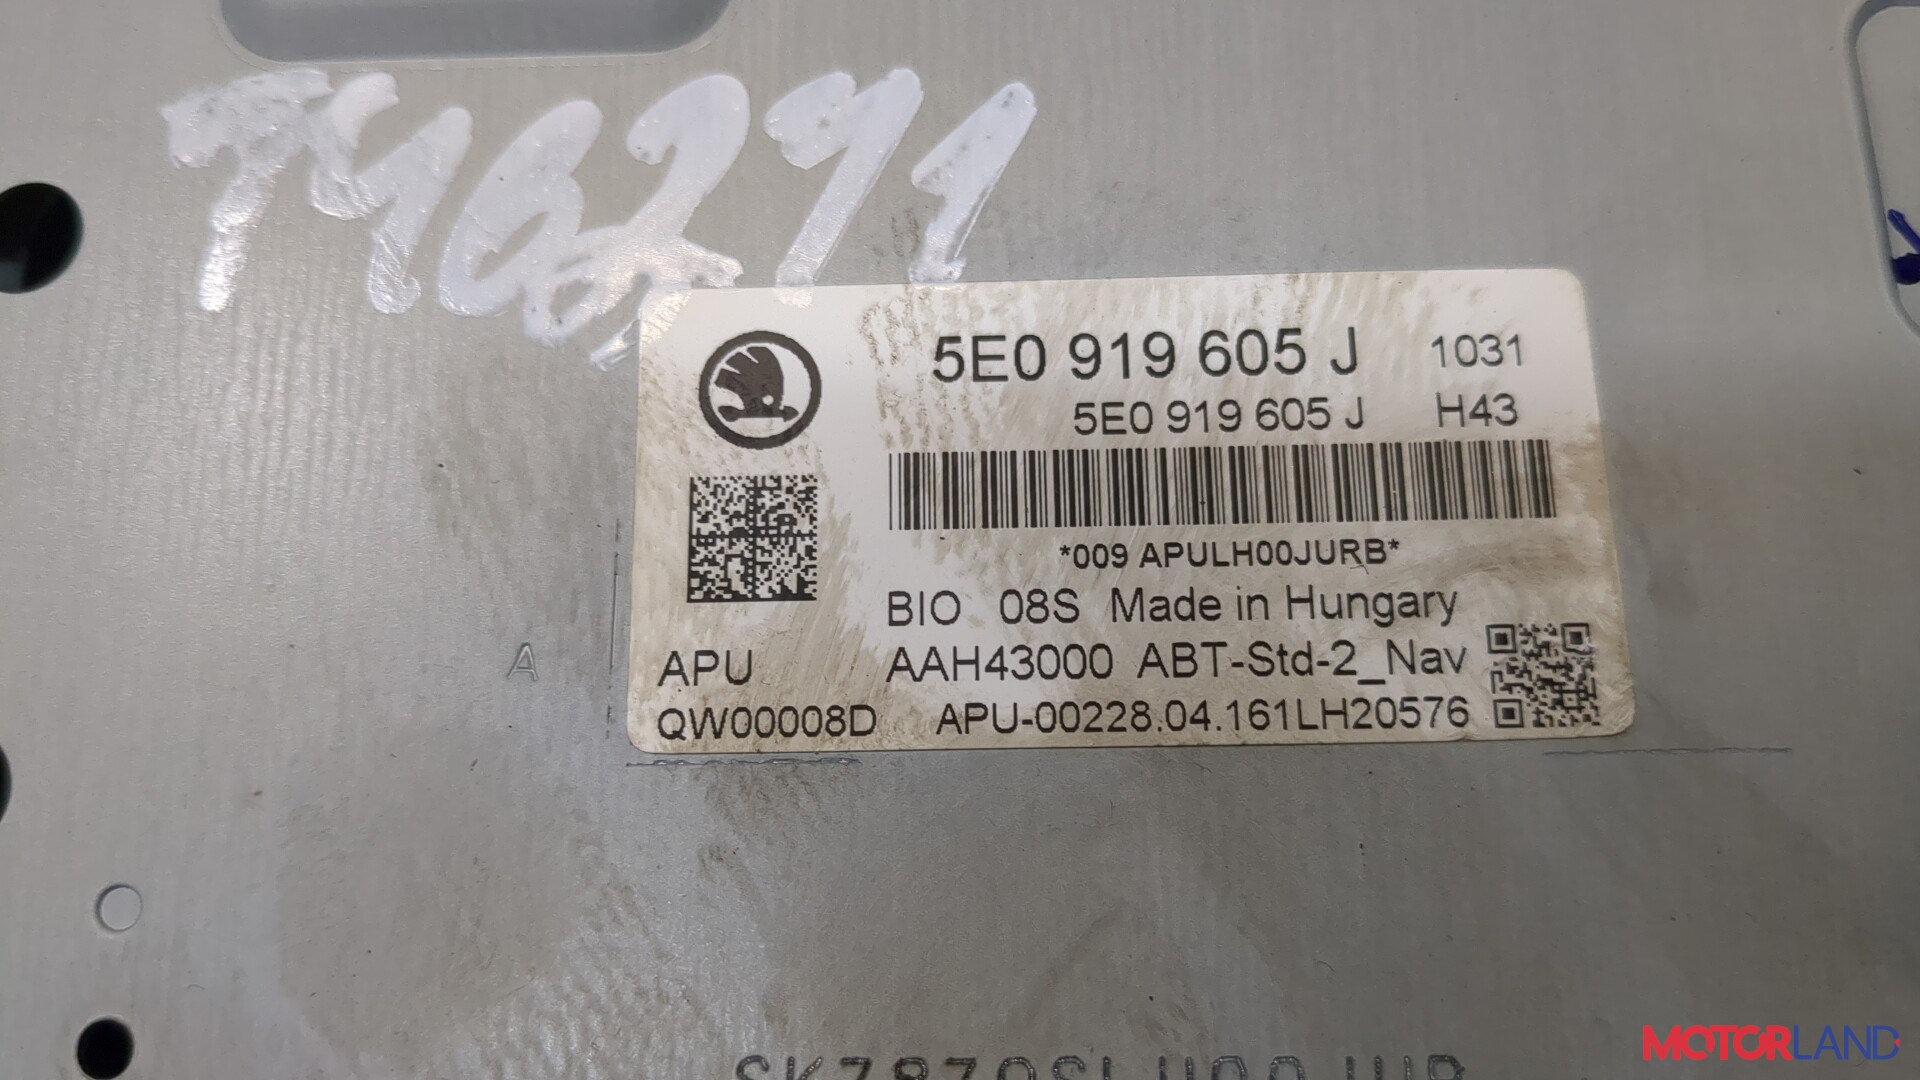 T46271
5E0 919 605 J 1031
5E0 919 605 J H43
*009 APULH00JURB*
BIO 08S Made in Hungary
APU AAH43000 ABT-Std-2_Nav
QW00008D APU-00228.04.161LH20576
A
MOTORLAND